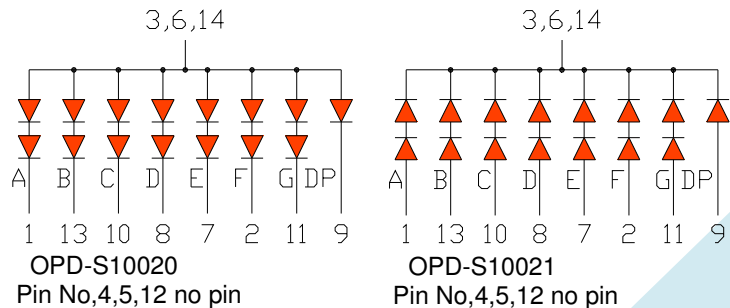 3,6,14 3,6,14
A B C D E F G DP A B C D E F G DP
1 13 10 8 7 2 11 9 1 13 10 8 7 2 11 9
OPD-S10020 OPD-S10021
Pin No,4,5,12 no pin Pin No,4,5,12 no pin